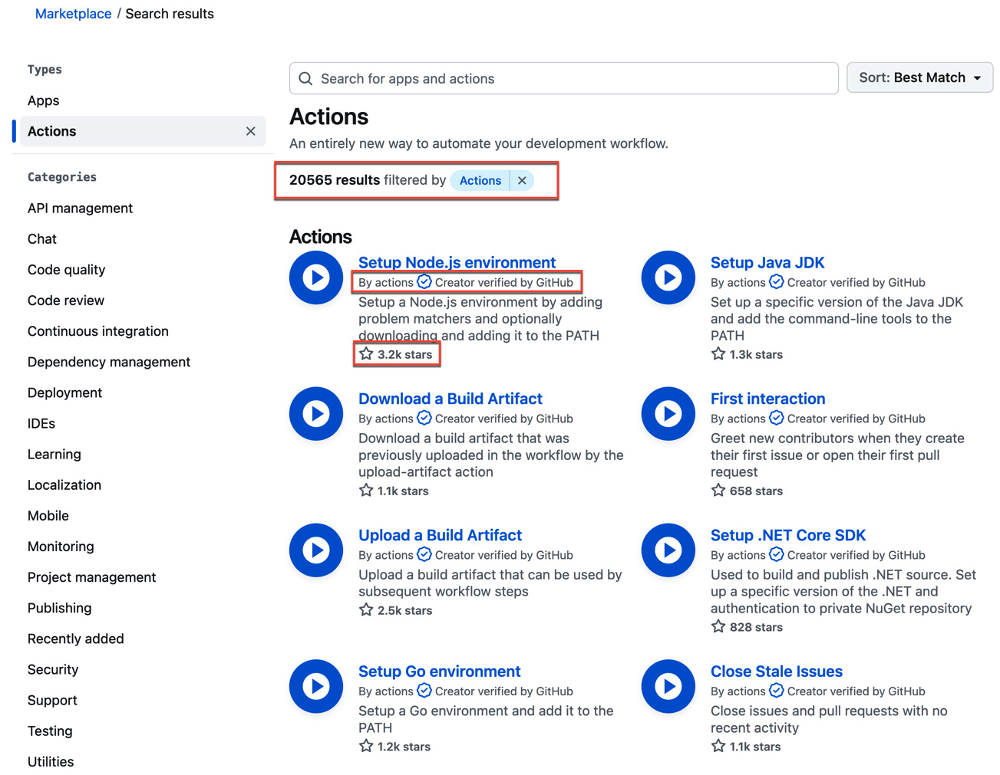 Marketplace / Search results
Types
Apps
Actions
Categories
API management
Chat
Code quality
Code review
Continuous integration
Dependency management
Deployment
IDEs
Learning
Localization
Mobile
Monitoring
Project management
Publishing
Recently added
Security
Support
Testing
Utilities
Search for apps and actions
Sort: Best Match
Actions
An entirely new way to automate your development workflow.
20565 results filtered by Actions
Actions
Setup Node.js environment
By actions Creator verified by GitHub
Setup a Node.js environment by adding
problem matchers and optionally
downloading and adding it to the PATH
3.2k stars
Setup Java JDK
By actions Creator verified by GitHub
Set up a specific version of the Java JDK
and add the command-line tools to the
PATH
1.3k stars
Download a Build Artifact
By actions Creator verified by GitHub
Download a build artifact that was
previously uploaded in the workflow by the
upload-artifact action
1.1k stars
First interaction
By actions Creator verified by GitHub
Greet new contributors when they create
their first issue or open their first pull
request
658 stars
Upload a Build Artifact
By actions Creator verified by GitHub
Upload a build artifact that can be used by
subsequent workflow steps
2.5k stars
Setup .NET Core SDK
By actions Creator verified by GitHub
Used to build and publish .NET source. Set
up a specific version of the .NET and
authentication to private NuGet repository
828 stars
Setup Go environment
By actions Creator verified by GitHub
Setup a Go environment and add it to the
PATH
1.2k stars
Close Stale Issues
By actions Creator verified by GitHub
Close issues and pull requests with no
recent activity
1.1k stars